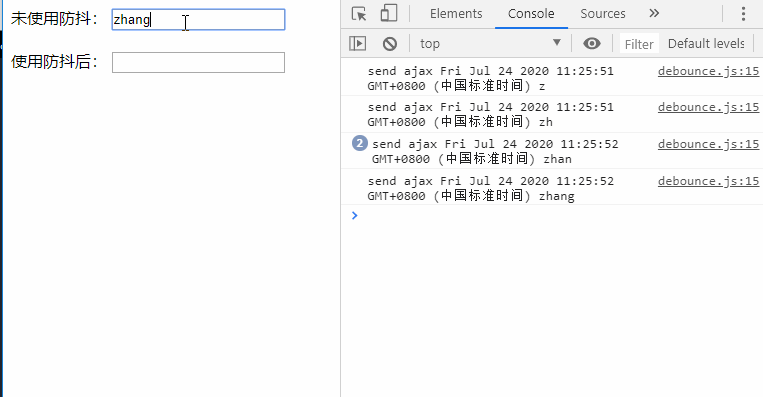 未使用防抖： zhang
使用防抖后：
Elements Console Sources
top Filter Default levels
send ajax Fri Jul 24 2020 11:25:51 debounce.js:15
GMT+0800 (中国标准时间) z
send ajax Fri Jul 24 2020 11:25:51 debounce.js:15
GMT+0800 (中国标准时间) zh
2 send ajax Fri Jul 24 2020 11:25:52 debounce.js:15
GMT+0800 (中国标准时间) zhan
send ajax Fri Jul 24 2020 11:25:52 debounce.js:15
GMT+0800 (中国标准时间) zhang